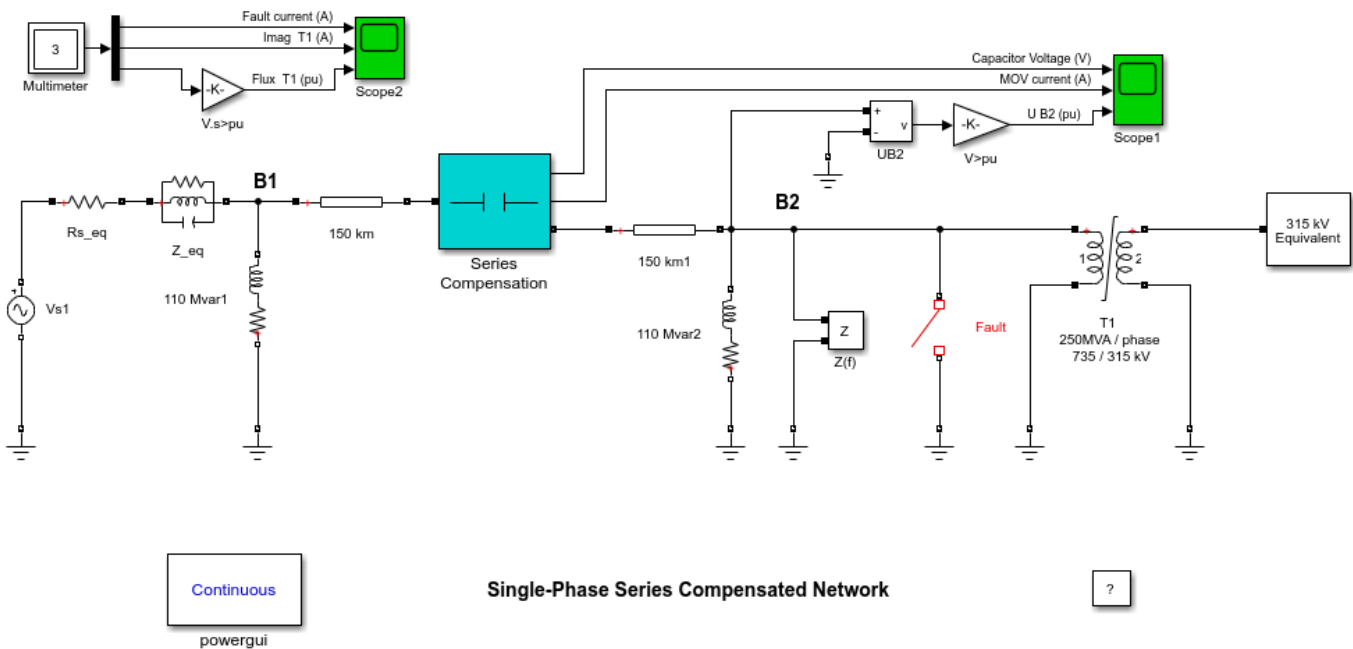 Fault current (A)
Imag T1 (A)
3
Multimeter
-K-
Flux T1 (pu)
Scope2
V.s>pu
Capacitor Voltage (V)
MOV current (A)
+
-
v
UB2
-K-
U B2 (pu)
V>pu
Scope1
B1
Rs_eq
Z_eq
150 km
Series
Compensation
B2
150 km1
315 kV
Equivalent
1
2
110 Mvar1
Vs1
110 Mvar2
Z
Z(f)
Fault
T1
250MVA / phase
735 / 315 kV
Continuous
powergui
Single-Phase Series Compensated Network
?